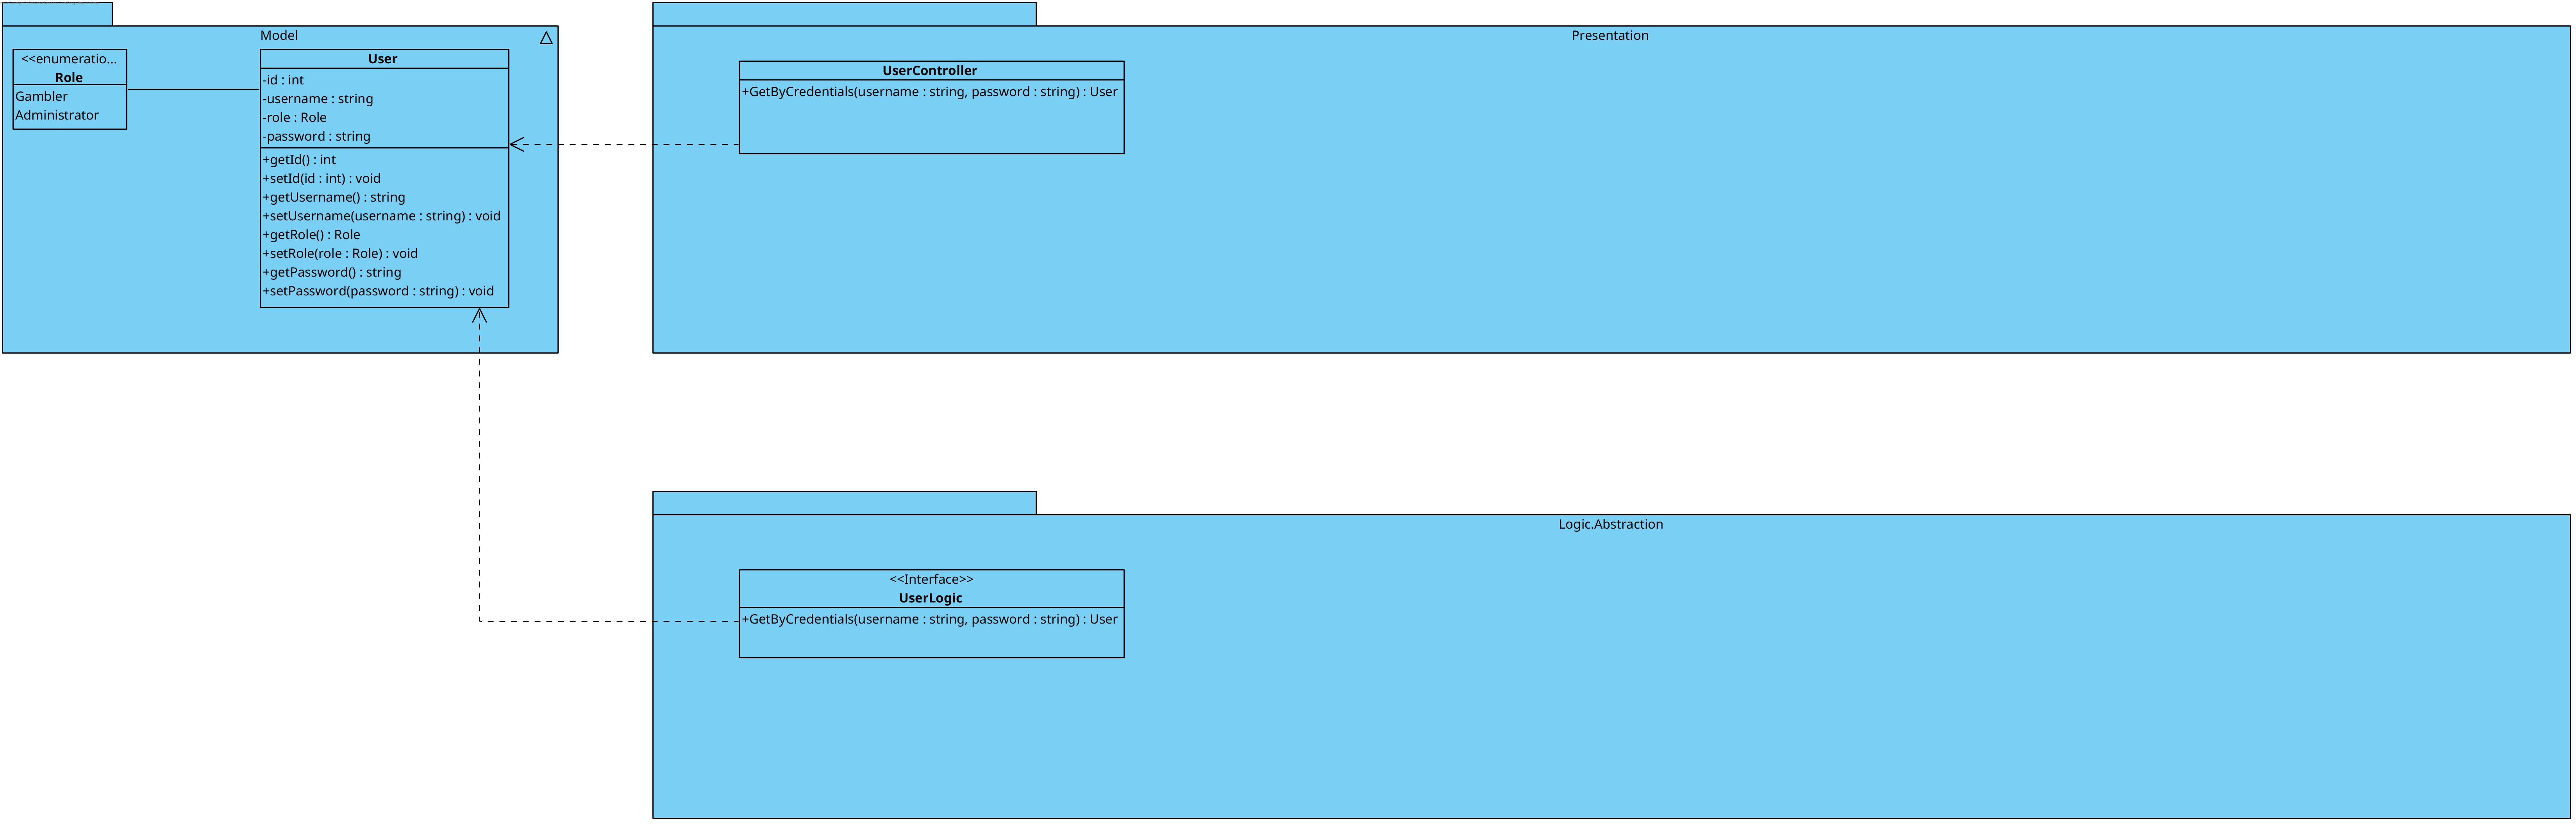 Model
<<enumeratio...
Role
Gambler
Administrator
User
-id : int
-username : string
-role : Role
-password : string
+getId() : int
+setId(id : int) : void
+getUsername() : string
+setUsername(username : string) : void
+getRole() : Role
+setRole(role : Role) : void
+getPassword() : string
+setPassword(password : string) : void
Presentation
UserController
+GetByCredentials(username : string, password : string) : User
Logic.Abstraction
<<Interface>>
UserLogic
+GetByCredentials(username : string, password : string) : User